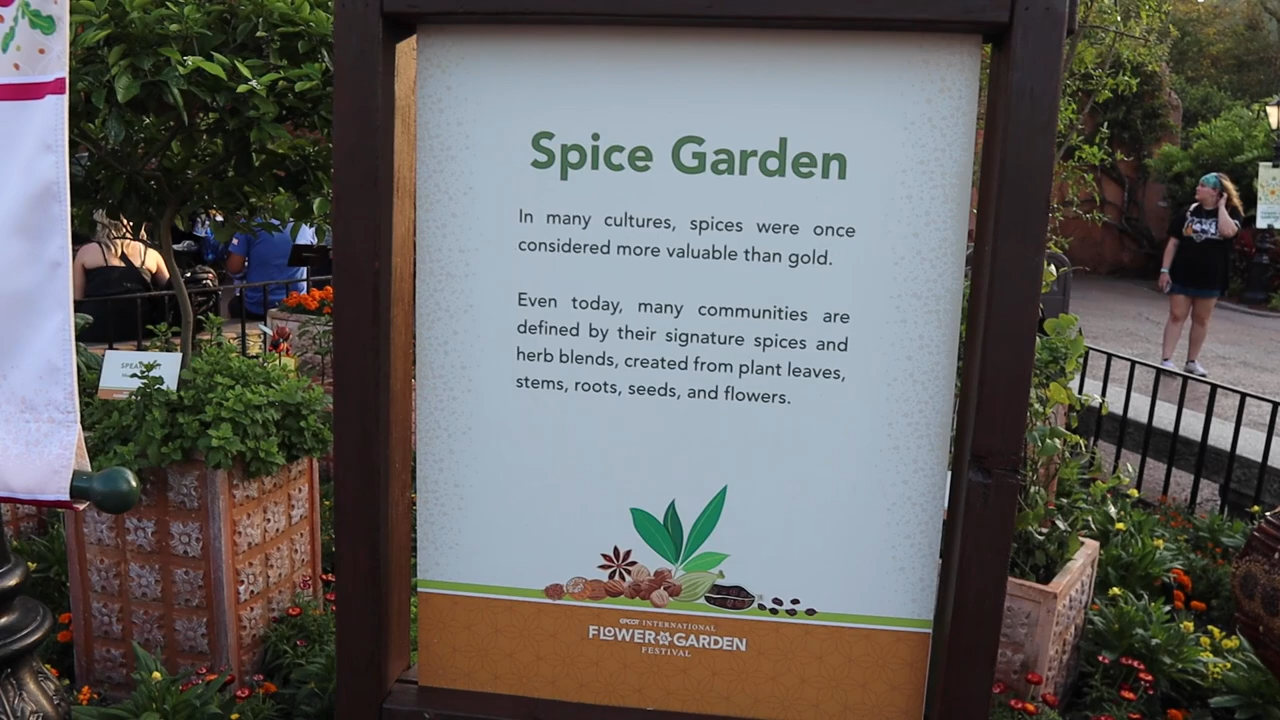 Spice Garden
In many cultures, spices were once
considered more valuable than gold.
Even today, many communities are
defined by their signature spices and
herb blends, created from plant leaves,
stems, roots, seeds, and flowers.
EPCOT INTERNATIONAL
FLOWER GARDEN
FESTIVAL